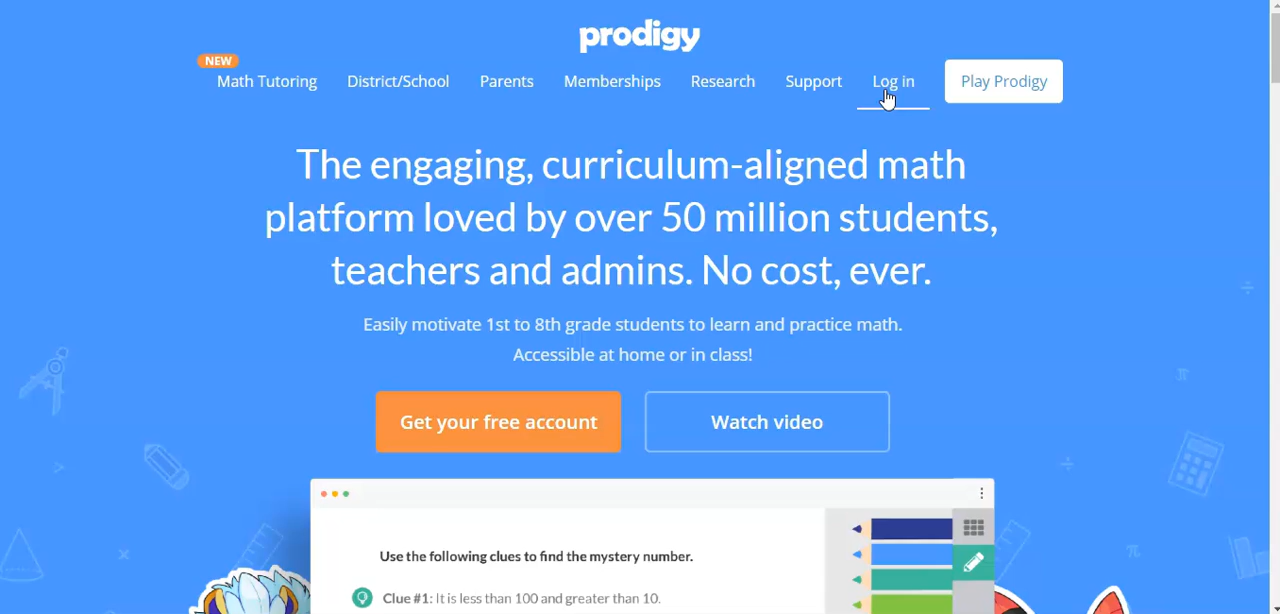 prodigy
NEW
Math Tutoring District/School Parents Memberships Research Support Log in Play Prodigy
The engaging, curriculum-aligned math
platform loved by over 50 million students,
teachers and admins. No cost, ever.
Easily motivate 1st to 8th grade students to learn and practice math.
Accessible at home or in class!
Get your free account Watch video
Use the following clues to find the mystery number.
Clue #1: It is less than 100 and greater than 10.